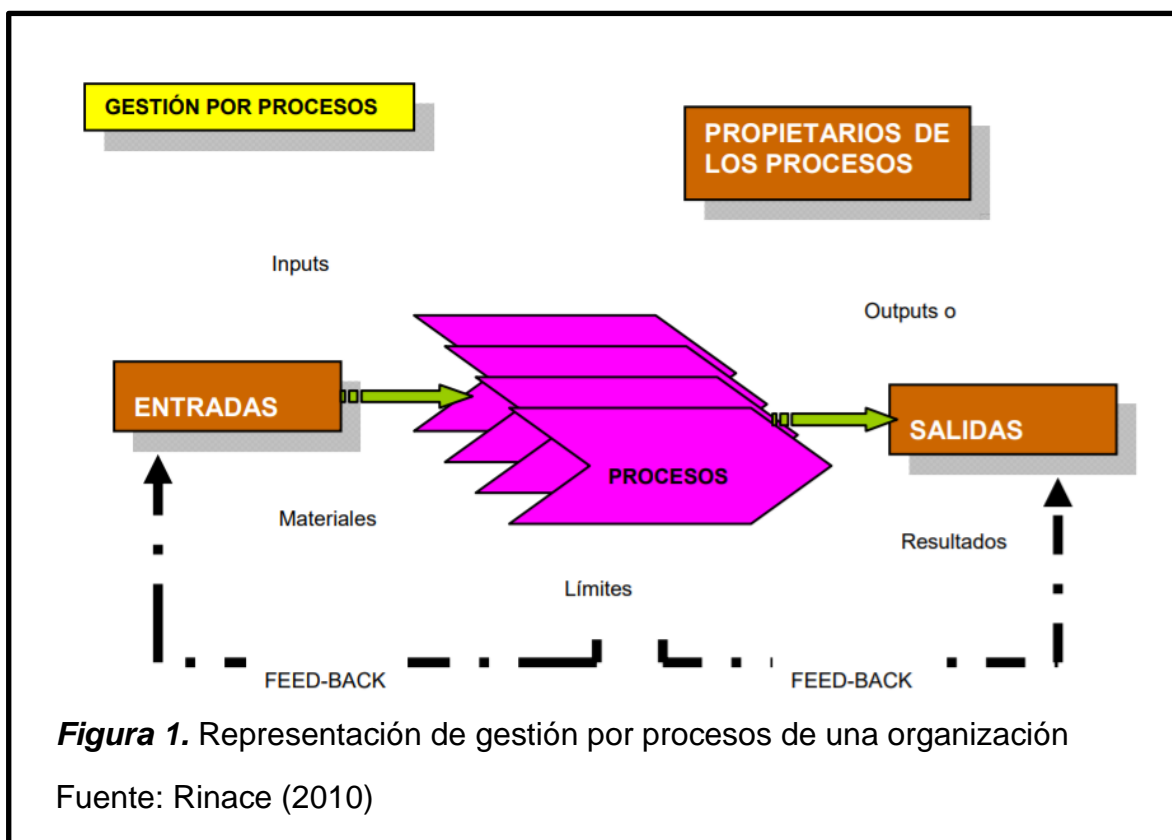 GESTIÓN POR PROCESOS
PROPIETARIOS DE
LOS PROCESOS
Inputs
Outputs o
ENTRADAS
SALIDAS
PROCESOS
Materiales
Resultados
Límites
FEED-BACK
FEED-BACK
Figura 1. Representación de gestión por procesos de una organización
Fuente: Rinace (2010)